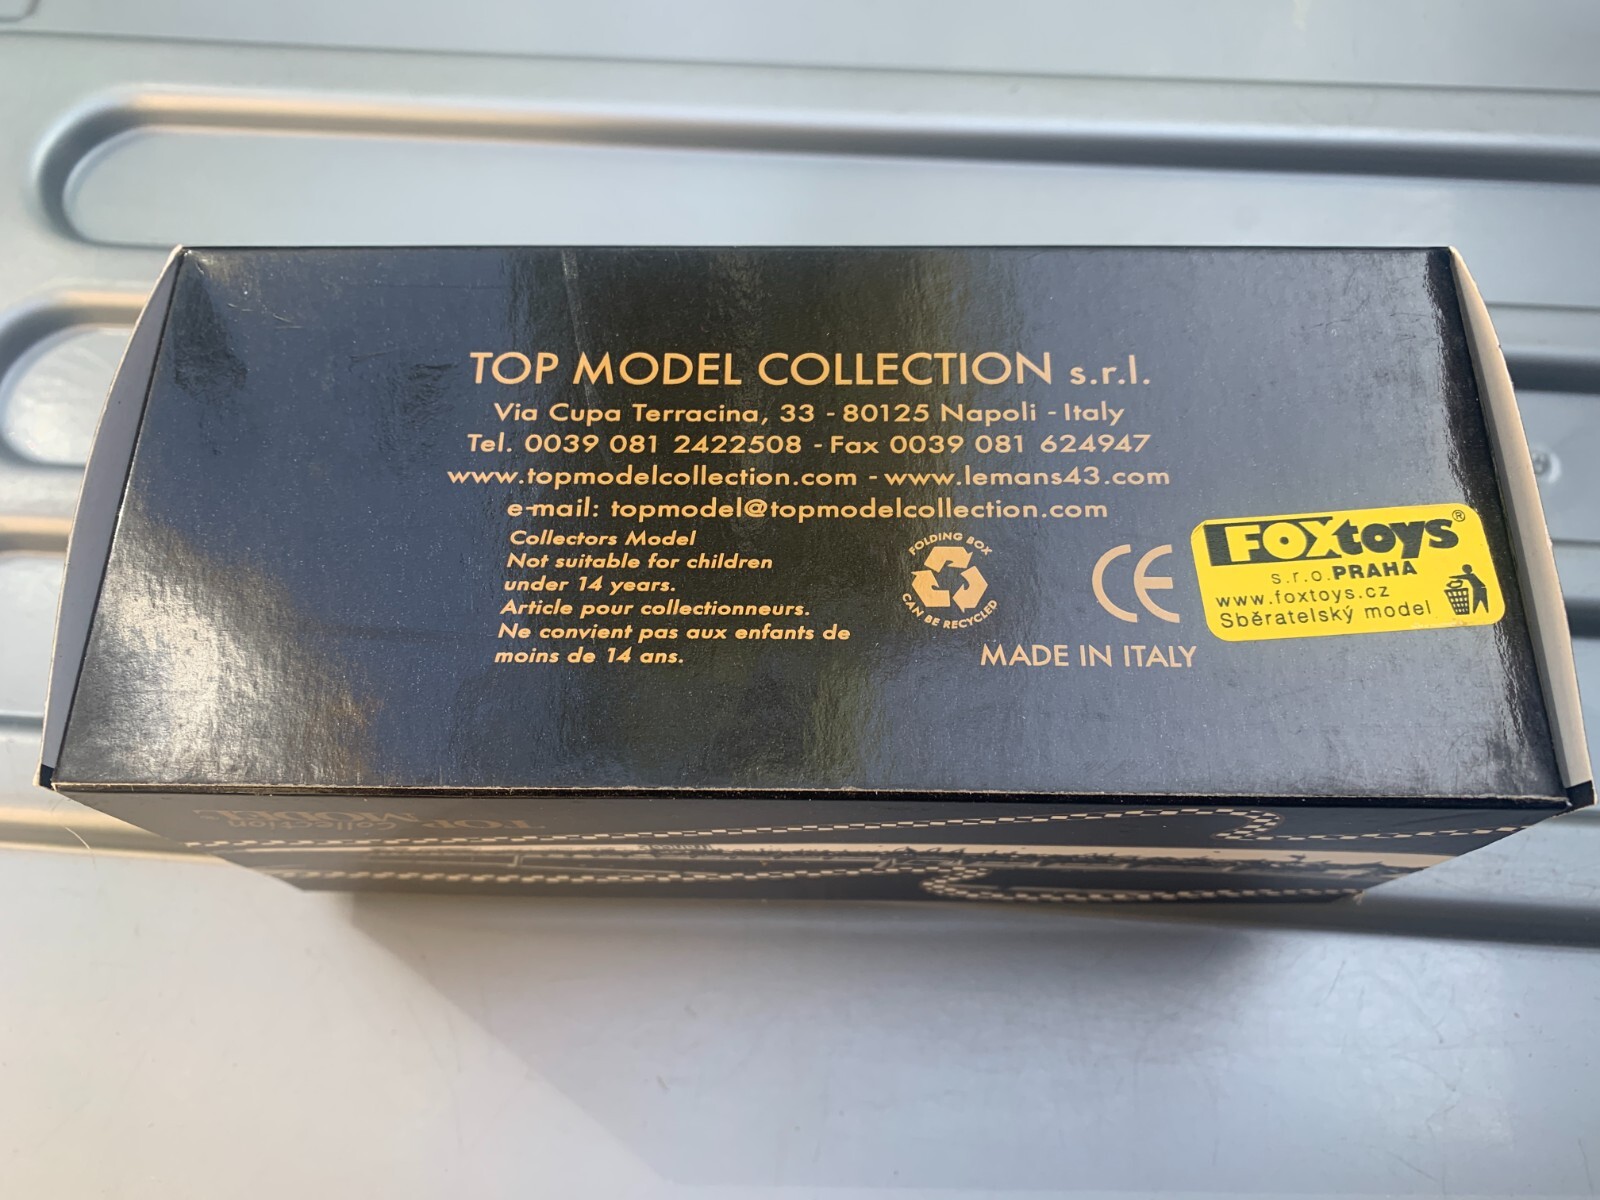 TOP MODEL COLLECTION s.r.l.
Via Cupa Terracina, 33 - 80125 Napoli - Italy
Tel. 0039 081 2422508 - Fax 0039 081 624947
www.topmodelcollection.com - www.lemans43.com
e-mail: topmodel@topmodelcollection.com
Collectors Model
Not suitable for children
under 14 years.
Article pour collectionneurs.
Ne convient pas aux enfants de
moins de 14 ans.
FOLDING BOX
CAN BE RECYCLED
CE
MADE IN ITALY
FOXtoys®
s.r.o. PRAHA
www.foxtoys.cz
Sběratelský model
TOP MODEL
Collection